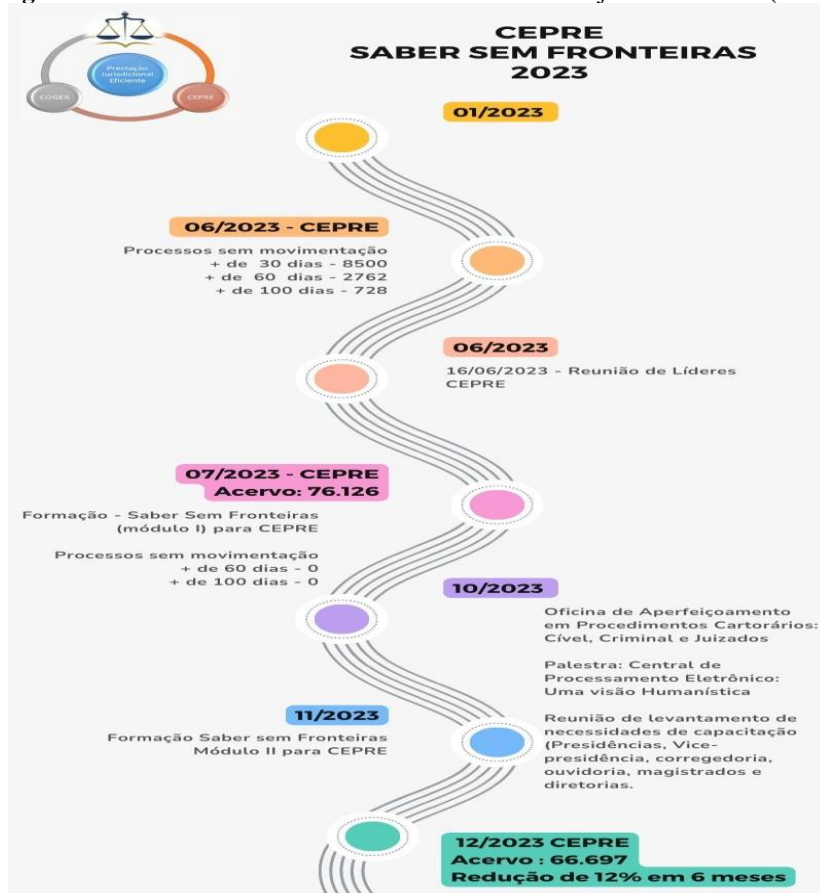 Prestação
Jurisdicional
Eficiente
COGER
CEPRE
CEPRE
SABER SEM FRONTEIRAS
2023
01/2023
06/2023 - CEPRE
Processos sem movimentação
+ de 30 dias - 8500
+ de 60 dias - 2762
+ de 100 dias - 728
06/2023
16/06/2023 - Reunião de Líderes
CEPRE
07/2023 - CEPRE
Acervo: 76.126
Formação - Saber Sem Fronteiras
(módulo I) para CEPRE
Processos sem movimentação
+ de 60 dias - 0
+ de 100 dias - 0
10/2023
Oficina de Aperfeiçoamento
em Procedimentos Cartorários:
Cível, Criminal e Juizados
Palestra: Central de
Processamento Eletrônico:
Uma visão Humanística
Reunião de levantamento de
necessidades de capacitação
(Presidências, Vice-
presidência, corregedoria,
ouvidoria, magistrados e
diretorias.
11/2023
Formação Saber sem Fronteiras
Módulo II para CEPRE
12/2023 CEPRE
Acervo : 66.697
Redução de 12% em 6 meses